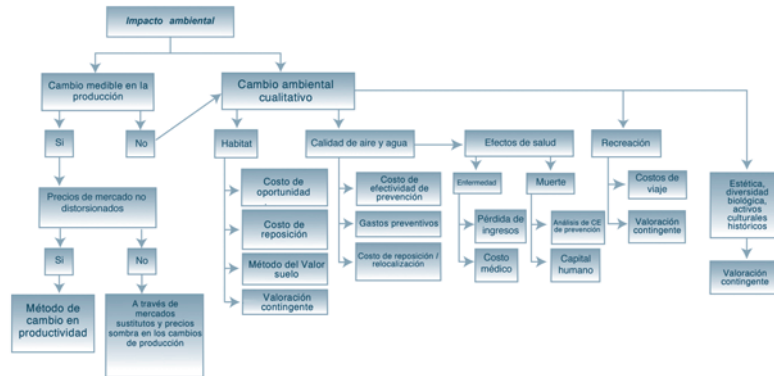 Impacto ambiental
Cambio medible en la
producción
Cambio ambiental
cualitativo
Si
No
Habitat
Calidad de aire y agua
Efectos de salud
Recreación
Precios de mercado no
distorsionados
Costo de
oportunidad
Costo de
reposición
Método del Valor
suelo
Valoración
contingente
Costo de
efectividad de
prevención
Gastos preventivos
Costo de reposición /
relocalización
Enfermedad
Muerte
Pérdida de
ingresos
Costo
médico
Análisis de CE
de prevención
Capital
humano
Costos de
viaje
Valoración
contingente
Estética,
diversidad
biológica,
activos
culturales
históricos
Valoración
contingente
Si
No
Método de
cambio en
productividad
A través de
mercados
sustitutos y precios
sombra en los cambios
de producción